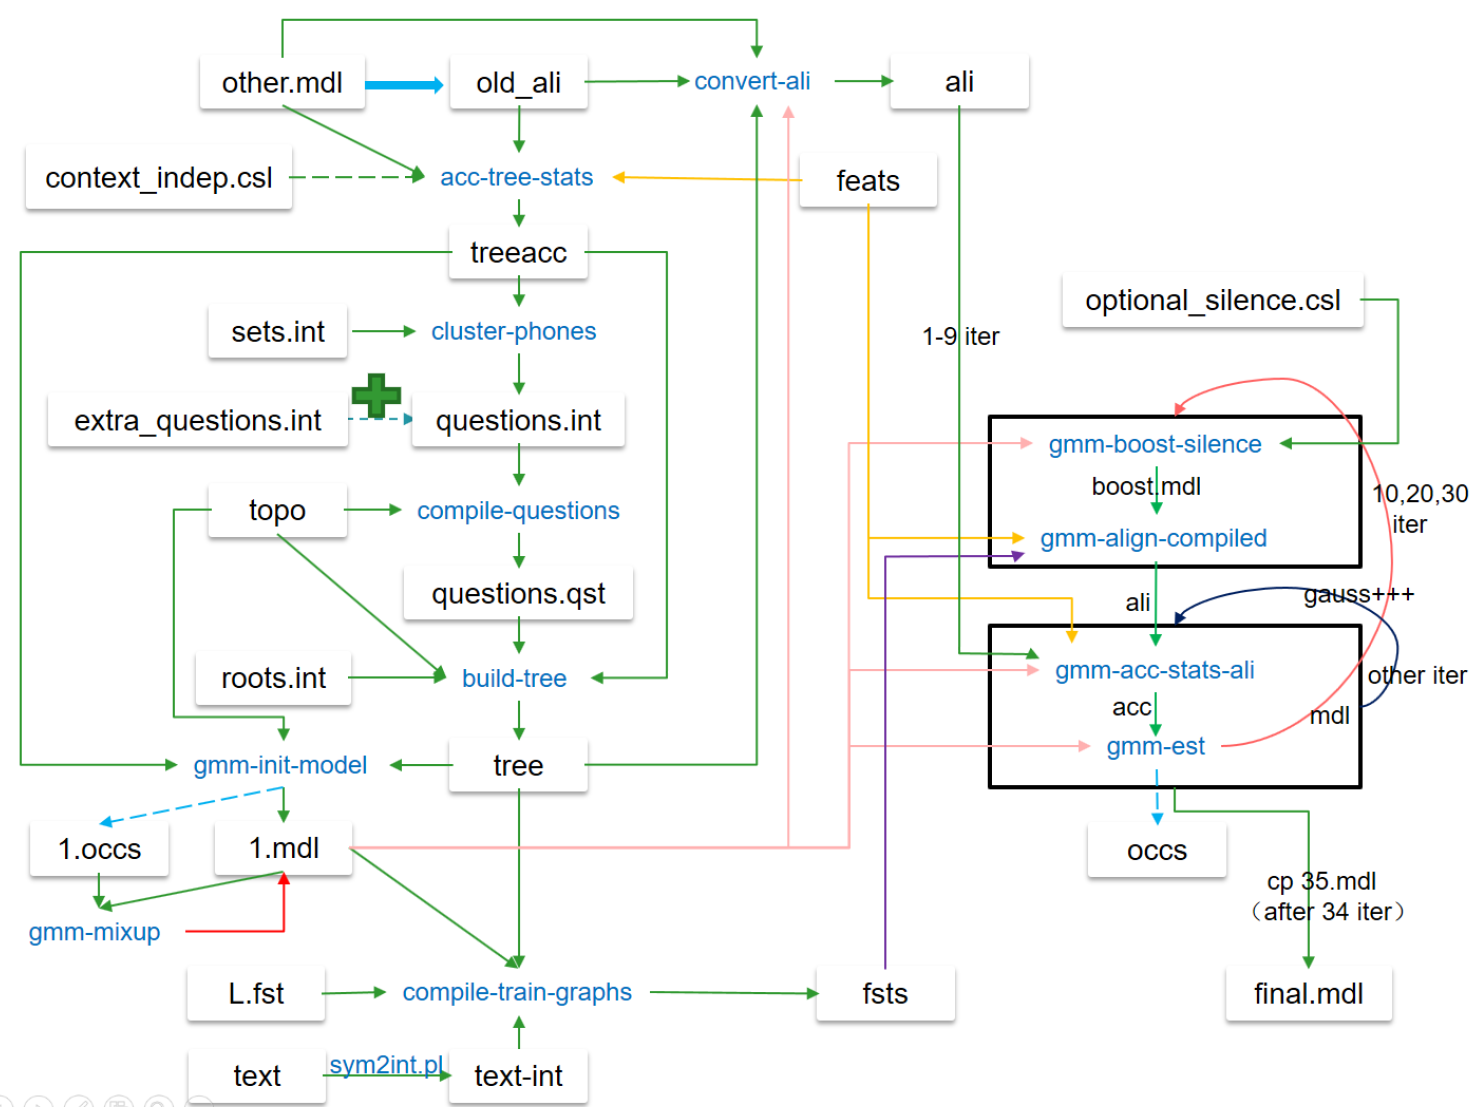 other.mdl
old_ali
convert-ali
ali
context_indep.csl
acc-tree-stats
feats
treeacc
optional_silence.csl
sets.int
cluster-phones
1-9 iter
extra_questions.int
questions.int
gmm-boost-silence
boost.mdl
10,20,30
iter
topo
compile-questions
gmm-align-compiled
questions.qst
ali
gauss+++
roots.int
build-tree
gmm-acc-stats-ali
other iter
acc
mdl
gmm-init-model
tree
gmm-est
1.occs
1.mdl
occs
cp 35.mdl
（after 34 iter）
gmm-mixup
L.fst
compile-train-graphs
fsts
final.mdl
text
sym2int.pl
text-int